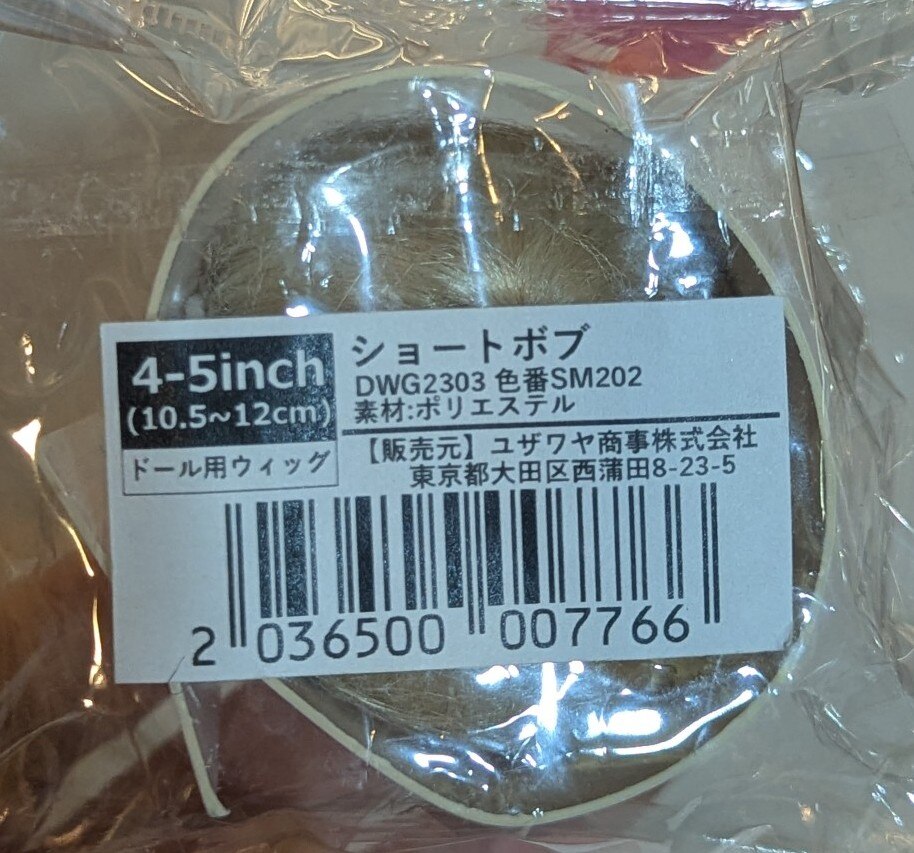 4-5inch
(10.5~12cm)
ドール用ウィッグ
ショートボブ
DWG2303 色番SM202
素材:ポリエステル
【販売元】ユザワヤ商事株式会社
東京都大田区西蒲田8-23-5
2 036500 007766